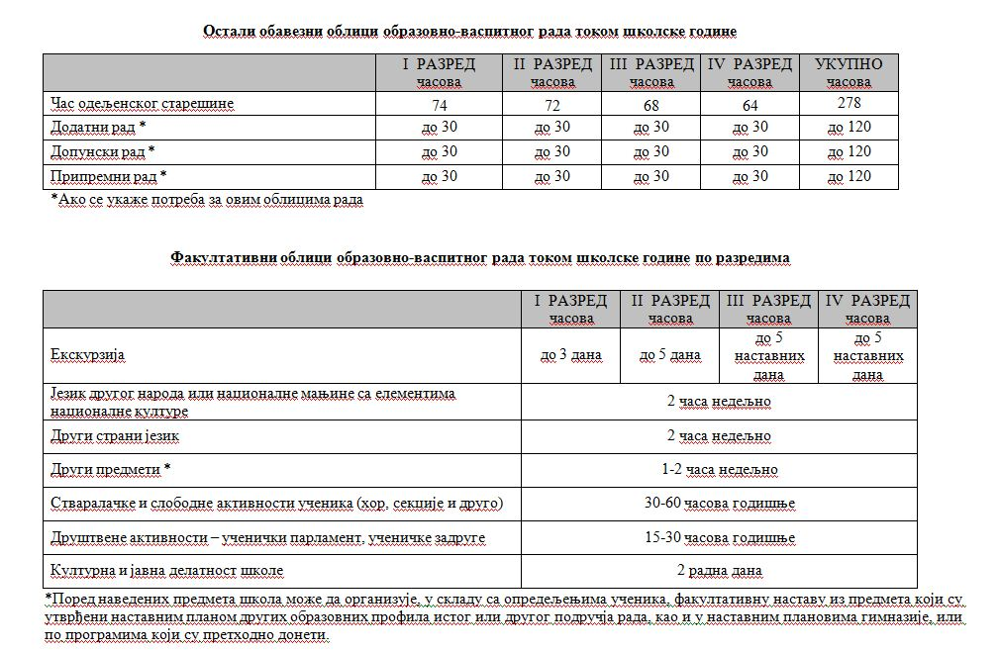 Остали обавезни облици образовно-васпитног рада током школске године
I РАЗРЕД часова II РАЗРЕД часова III РАЗРЕД часова IV РАЗРЕД часова УКУПНО часова
Час одељенског старешине 74 72 68 64 278
Додатни рад * до 30 до 30 до 30 до 30 до 120
Допунски рад * до 30 до 30 до 30 до 30 до 120
Припремни рад * до 30 до 30 до 30 до 30 до 120
*Ако се укаже потреба за овим облицима рада
Факултативни облици образовно-васпитног рада током школске године по разредима
I РАЗРЕД часова II РАЗРЕД часова III РАЗРЕД часова IV РАЗРЕД часова
Екскурзија до 3 дана до 5 дана до 5 наставних дана до 5 наставних дана
Језик другог народа или националне мањине са елементима
националне културе 2 часа недељно
Други страни језик 2 часа недељно
Други предмети * 1-2 часа недељно
Стваралачке и слободне активности ученика (хор, секције и друго) 30-60 часова годишње
Друштвене активности – ученички парламент, ученичке задруге 15-30 часова годишње
Културна и јавна делатност школе 2 радна дана
*Поред наведених предмета школа може да организује, у складу са опредељењима ученика, факултативну наставу из предмета који су
утврђени наставним планом других образовних профила истог или другог подручја рада, као и у наставним плановима гимназије, или
по програмима који су претходно донети.